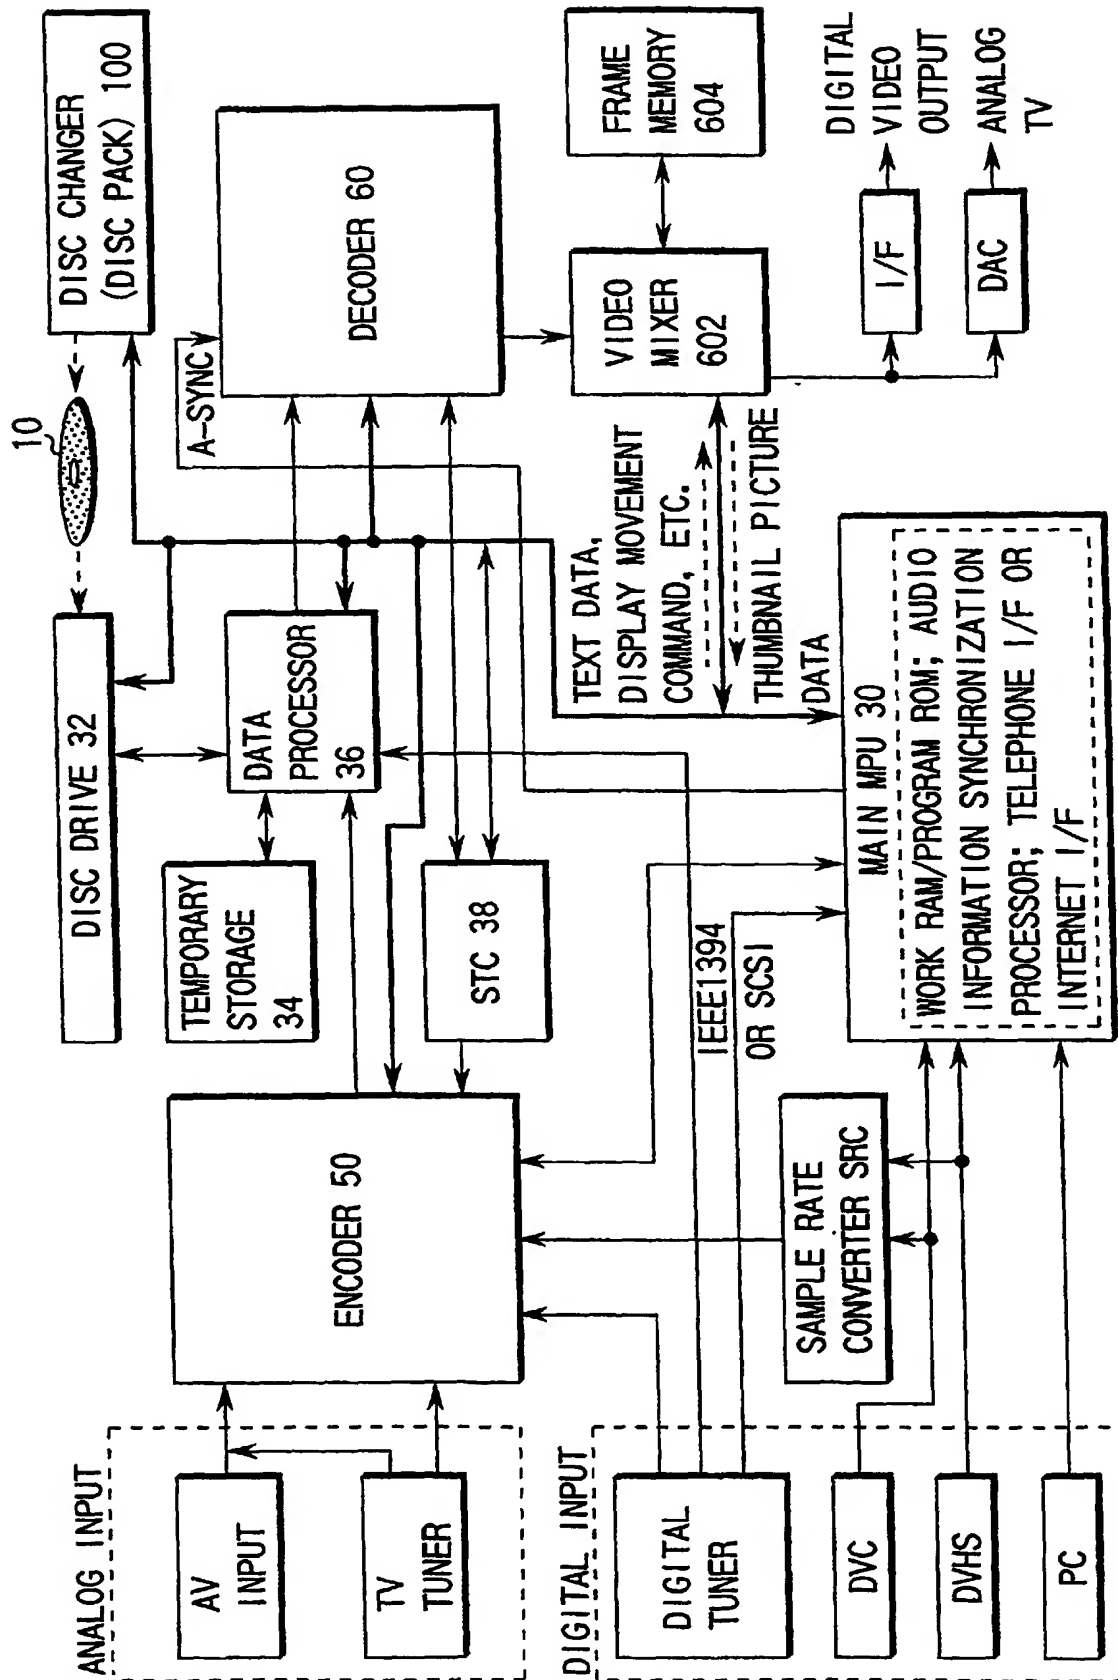 ANALOG INPUT
AV
INPUT
TV
TUNER
DIGITAL INPUT
DIGITAL
TUNER
DVC
DVHS
PC
ENCODER 50
SAMPLE RATE
CONVERTER SRC
IEEE1394
OR SCSI
DISC DRIVE 32
TEMPORARY
STORAGE
34
DATA
PROCESSOR
36
STC 38
10
DISC CHANGER
(DISC PACK) 100
A-SYNC
DECODER 60
TEXT DATA,
DISPLAY MOVEMENT
COMMAND, ETC.
THUMBNAIL PICTURE
DATA
MAIN MPU 30
WORK RAM/PROGRAM ROM; AUDIO
INFORMATION SYNCHRONIZATION
PROCESSOR; TELEPHONE I/F OR
INTERNET I/F
VIDEO
MIXER
602
FRAME
MEMORY
604
I/F
DAC
DIGITAL
VIDEO
OUTPUT
ANALOG
TV